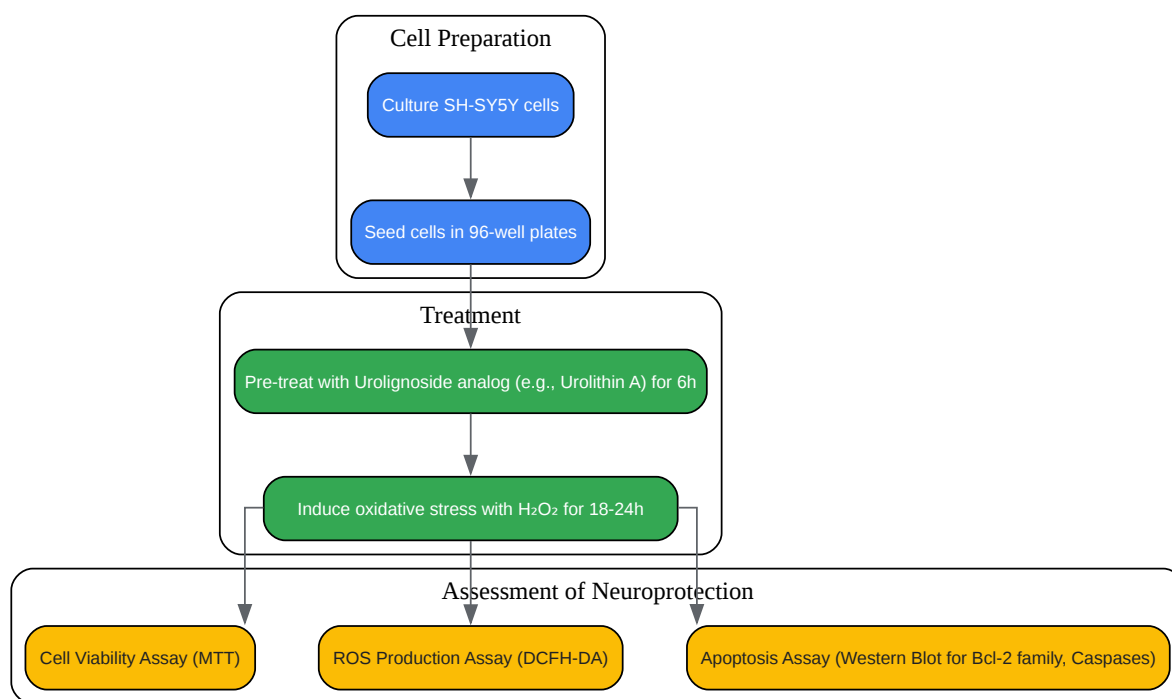 Cell Preparation
Culture SH-SY5Y cells
Seed cells in 96-well plates
Treatment
Pre-treat with Urolignoside analog (e.g., Urolithin A) for 6h
Induce oxidative stress with H₂O₂ for 18-24h
Assessment of Neuroprotection
Cell Viability Assay (MTT)
ROS Production Assay (DCFH-DA)
Apoptosis Assay (Western Blot for Bcl-2 family, Caspases)